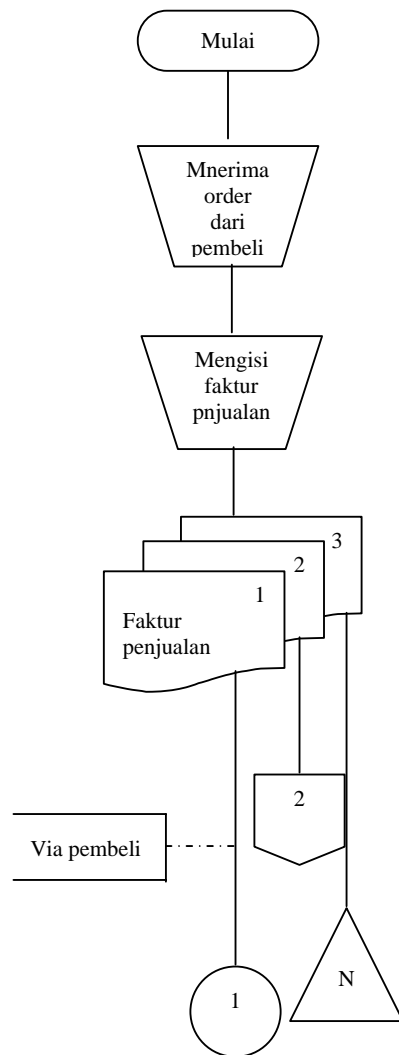 Mulai
Mnerima
order
dari
pembeli
Mengisi
faktur
pnjualan
3
2
1
Faktur
penjualan
2
Via pembeli
N
1